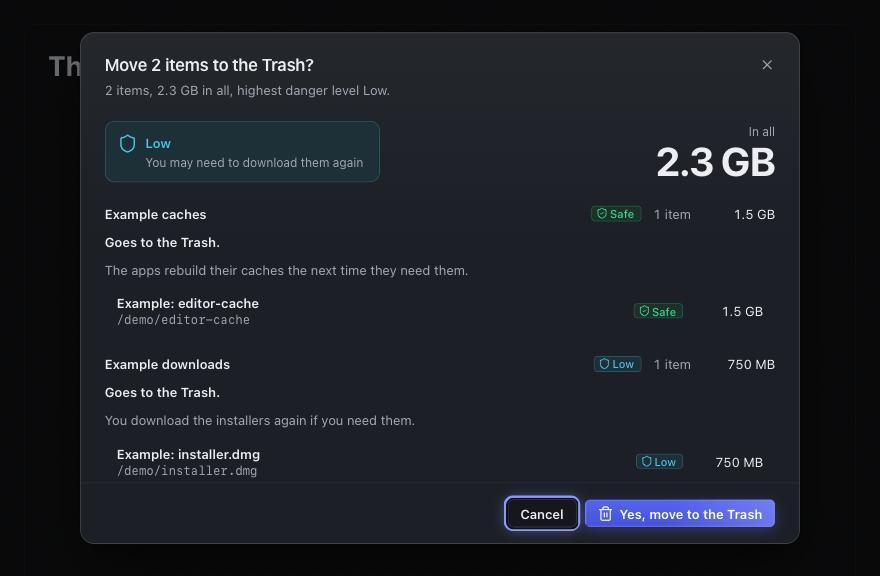 Th
Move 2 items to the Trash?
2 items, 2.3 GB in all, highest danger level Low.
Low
You may need to download them again
In all
2.3 GB
Example caches Safe 1 item 1.5 GB
Goes to the Trash.
The apps rebuild their caches the next time they need them.
Example: editor-cache
/demo/editor-cache
Safe 1.5 GB
Example downloads Low 1 item 750 MB
Goes to the Trash.
You download the installers again if you need them.
Example: installer.dmg
/demo/installer.dmg
Low 750 MB
Cancel Yes, move to the Trash